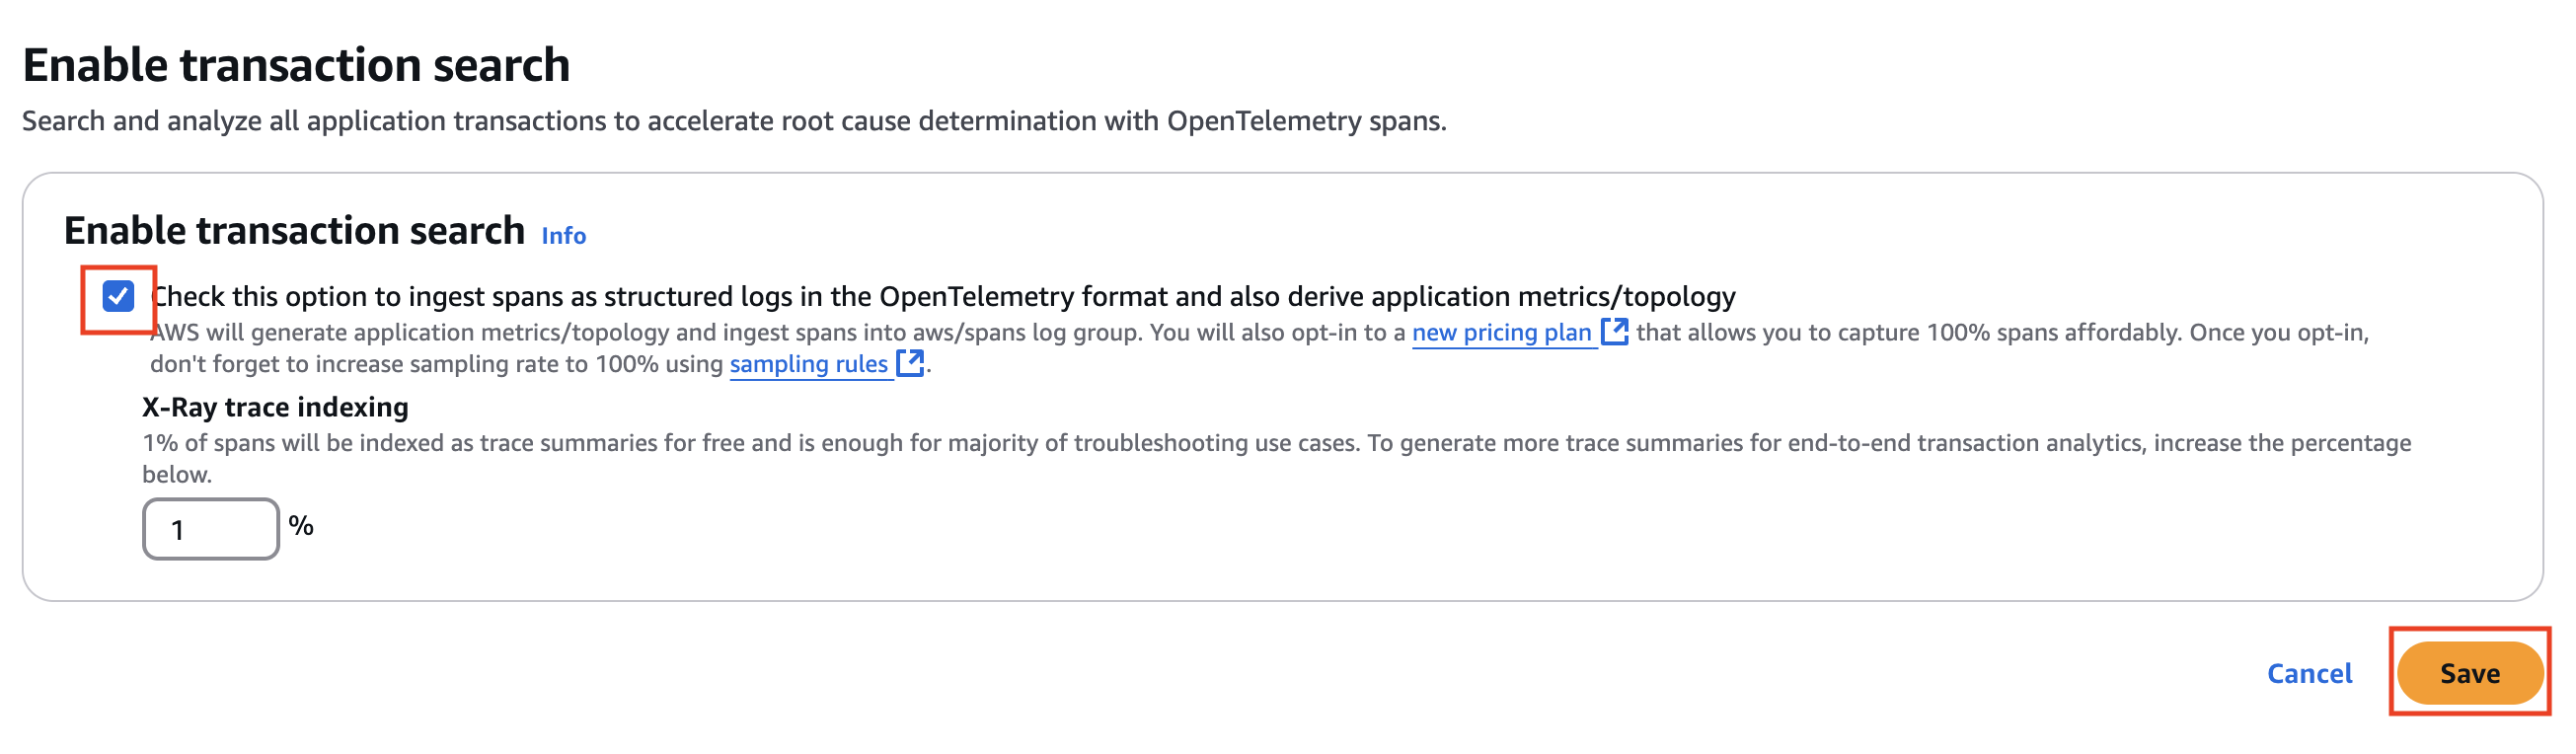 Enable transaction search
Search and analyze all application transactions to accelerate root cause determination with OpenTelemetry spans.
Enable transaction search Info
Check this option to ingest spans as structured logs in the OpenTelemetry format and also derive application metrics/topology
AWS will generate application metrics/topology and ingest spans into aws/spans log group. You will also opt-in to a new pricing plan that allows you to capture 100% spans affordably. Once you opt-in,
don't forget to increase sampling rate to 100% using sampling rules.
X-Ray trace indexing
1% of spans will be indexed as trace summaries for free and is enough for majority of troubleshooting use cases. To generate more trace summaries for end-to-end transaction analytics, increase the percentage
below.
1 %
Cancel Save